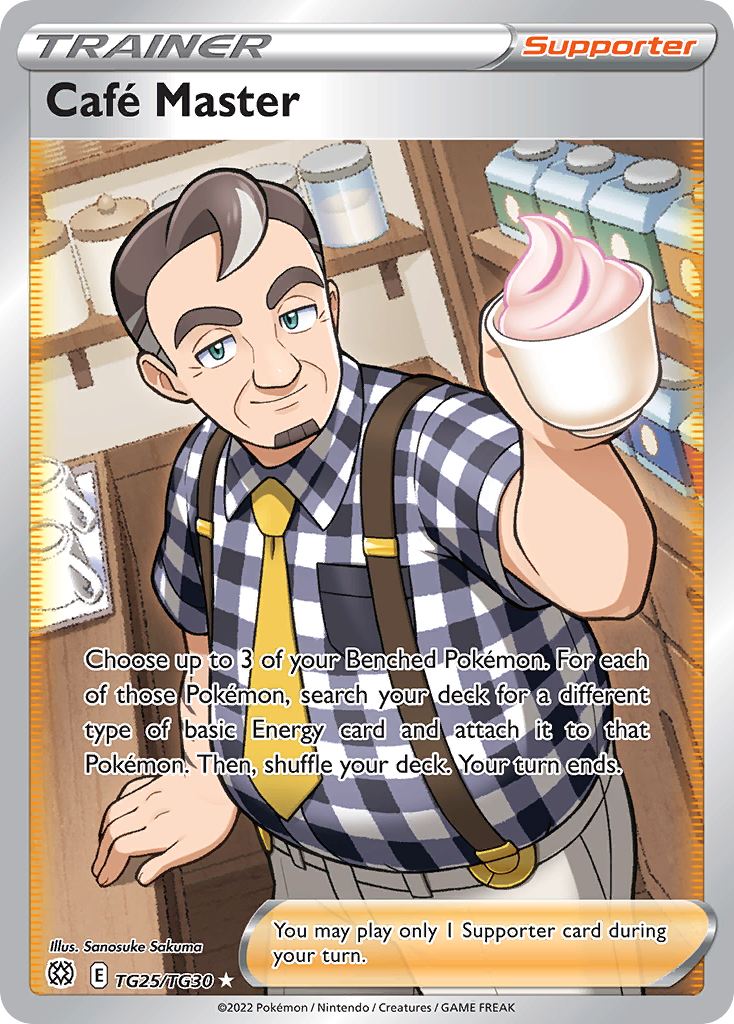 TRAINER
Supporter
Café Master
Choose up to 3 of your Benched Pokémon. For each
of those Pokémon, search your deck for a different
type of basic Energy card and attach it to that
Pokémon. Then, shuffle your deck. Your turn ends.
You may play only 1 Supporter card during
your turn.
Illus. Sanosuke Sakuma
E TG25/TG30 ★
©2022 Pokémon / Nintendo / Creatures / GAME FREAK